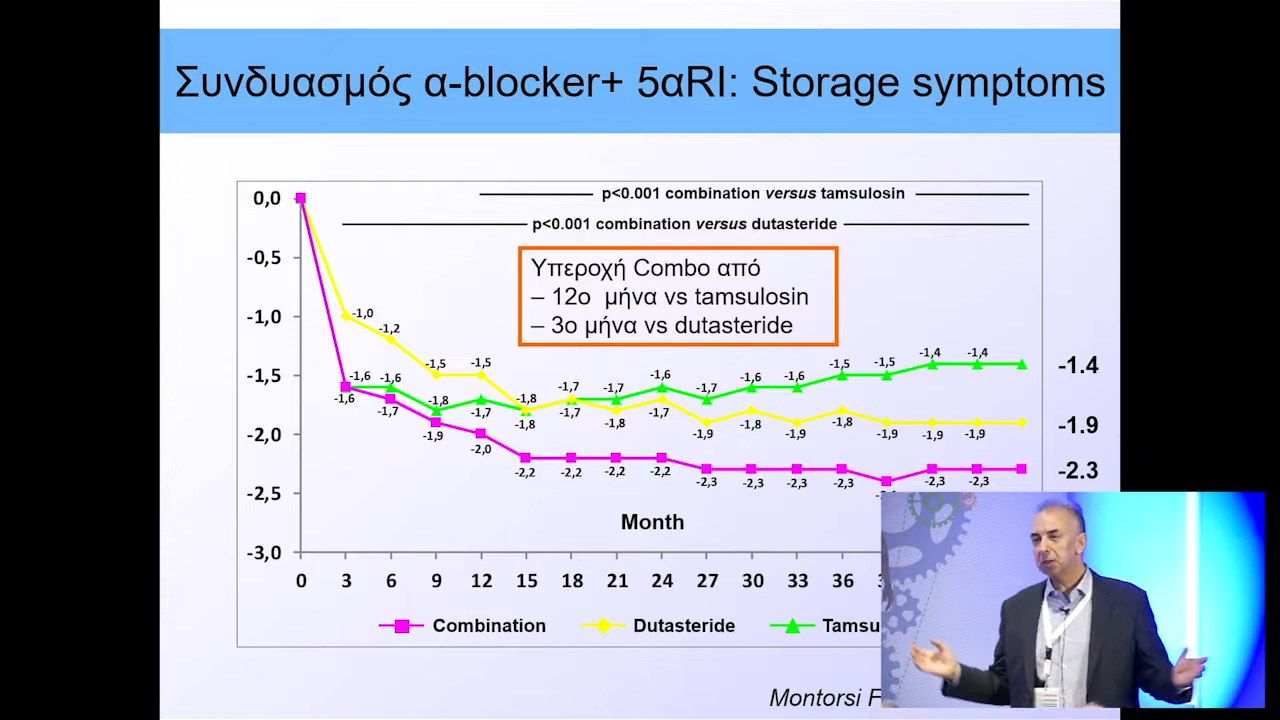 Συνδυασμός α-blocker+ 5αRI: Storage symptoms
p<0.001 combination versus tamsulosin
p<0.001 combination versus dutasteride
Υπεροχή Combo από
– 12ο μήνα vs tamsulosin
– 3ο μήνα vs dutasteride
0,0
-0,5
-1,0
-1,5
-2,0
-2,5
-3,0
-1,0 -1,2 -1,5 -1,5 -1,8 -1,7 -1,8 -1,7 -1,9 -1,8 -1,9 -1,8 -1,9 -1,9 -1,9
-1,6 -1,6 -1,8 -1,7 -1,8 -1,7 -1,7 -1,6 -1,7 -1,6 -1,6 -1,5 -1,5 -1,4 -1,4
-1,6 -1,7 -1,9 -2,0 -2,2 -2,2 -2,2 -2,2 -2,3 -2,3 -2,3 -2,3 -2,3 -2,3
-1.4
-1.9
-2.3
Month
0 3 6 9 12 15 18 21 24 27 30 33 36
Combination Dutasteride Tamsu
Montorsi F